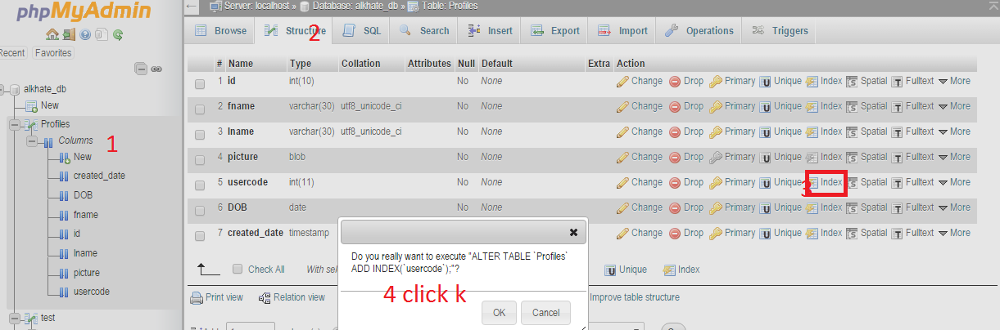 phpMyAdmin
Recent Favorites
alkhate_db
New
Profiles
Columns
1
New
created_date
DOB
fname
id
lname
picture
usercode
test
Server: localhost » Database: alkhate_db » Table: Profiles
Browse Structure 2 SQL Search Insert Export Import Operations Triggers
# Name Type Collation Attributes Null Default Extra Action
1 id int(10) No None Change Drop Primary Unique Index Spatial Fulltext More
2 fname varchar(30) utf8_unicode_ci No None Change Drop Primary Unique Index Spatial Fulltext More
3 lname varchar(30) utf8_unicode_ci No None Change Drop Primary Unique Index Spatial Fulltext More
4 picture blob No None Change Drop Primary Unique Index Spatial Fulltext More
5 usercode int(11) No None Change Drop Primary Unique 3 Index Spatial Fulltext More
6 DOB date Change Drop Primary Unique Index Spatial Fulltext More
7 created_date timestamp Change Drop Primary Unique Index Spatial Fulltext More
Do you really want to execute "ALTER TABLE `Profiles`
ADD INDEX(`usercode`);"?
4 click k
OK Cancel
Check All With sel Unique Index
Print view Relation view Improve table structure